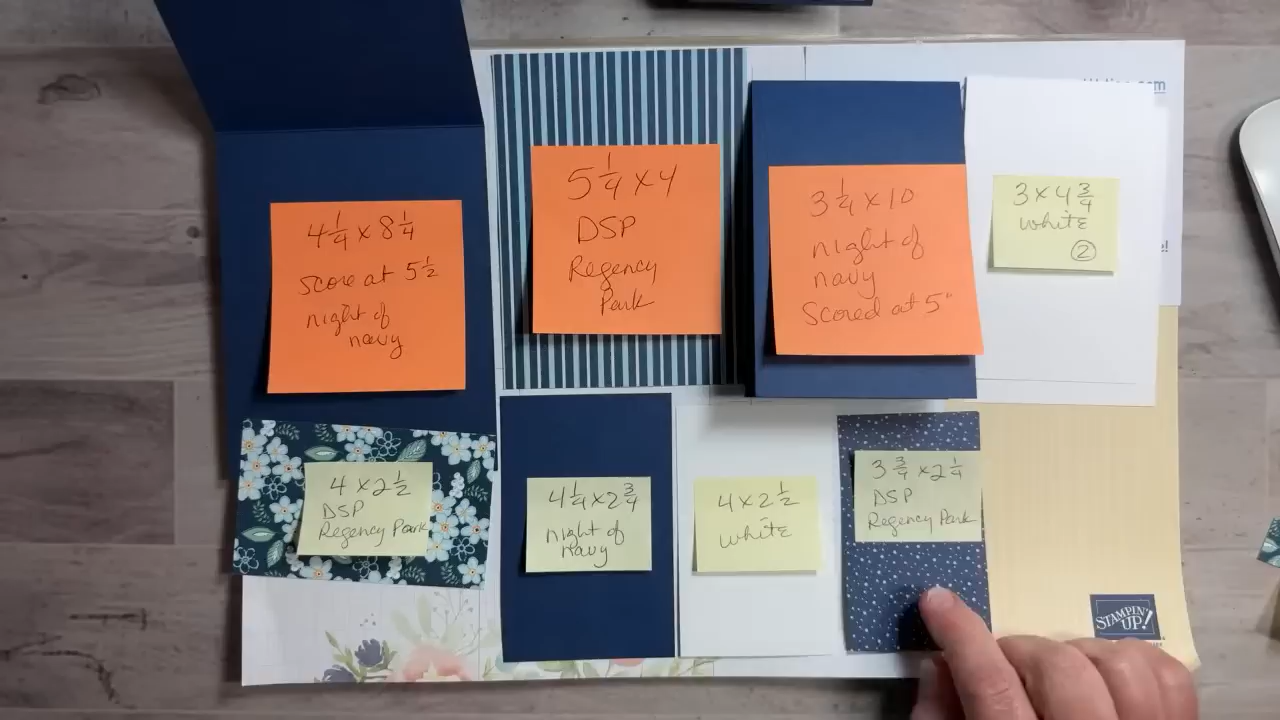 4 1/4 x 8 1/4
score at 5 1/2
night of
navy
5 1/4 x 4
DSP
Regency
Park
3 1/4 x 10
night of
navy
Scored at 5"
3 x 4 3/4
white
2
4 x 2 1/2
DSP
Regency Park
4 1/4 x 2 3/4
night of
navy
4 x 2 1/2
white
3 3/4 x 2 1/4
DSP
Regency Park
STAMPIN'
UP!